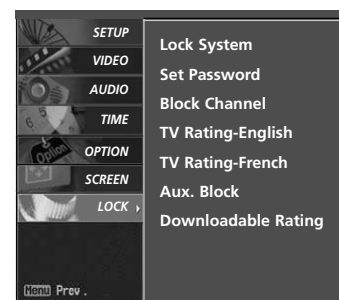 SETUP
VIDEO
AUDIO
TIME
OPTION
SCREEN
LOCK
Menu Prev.
Lock System
Set Password
Block Channel
TV Rating-English
TV Rating-French
Aux. Block
Downloadable Rating
Option